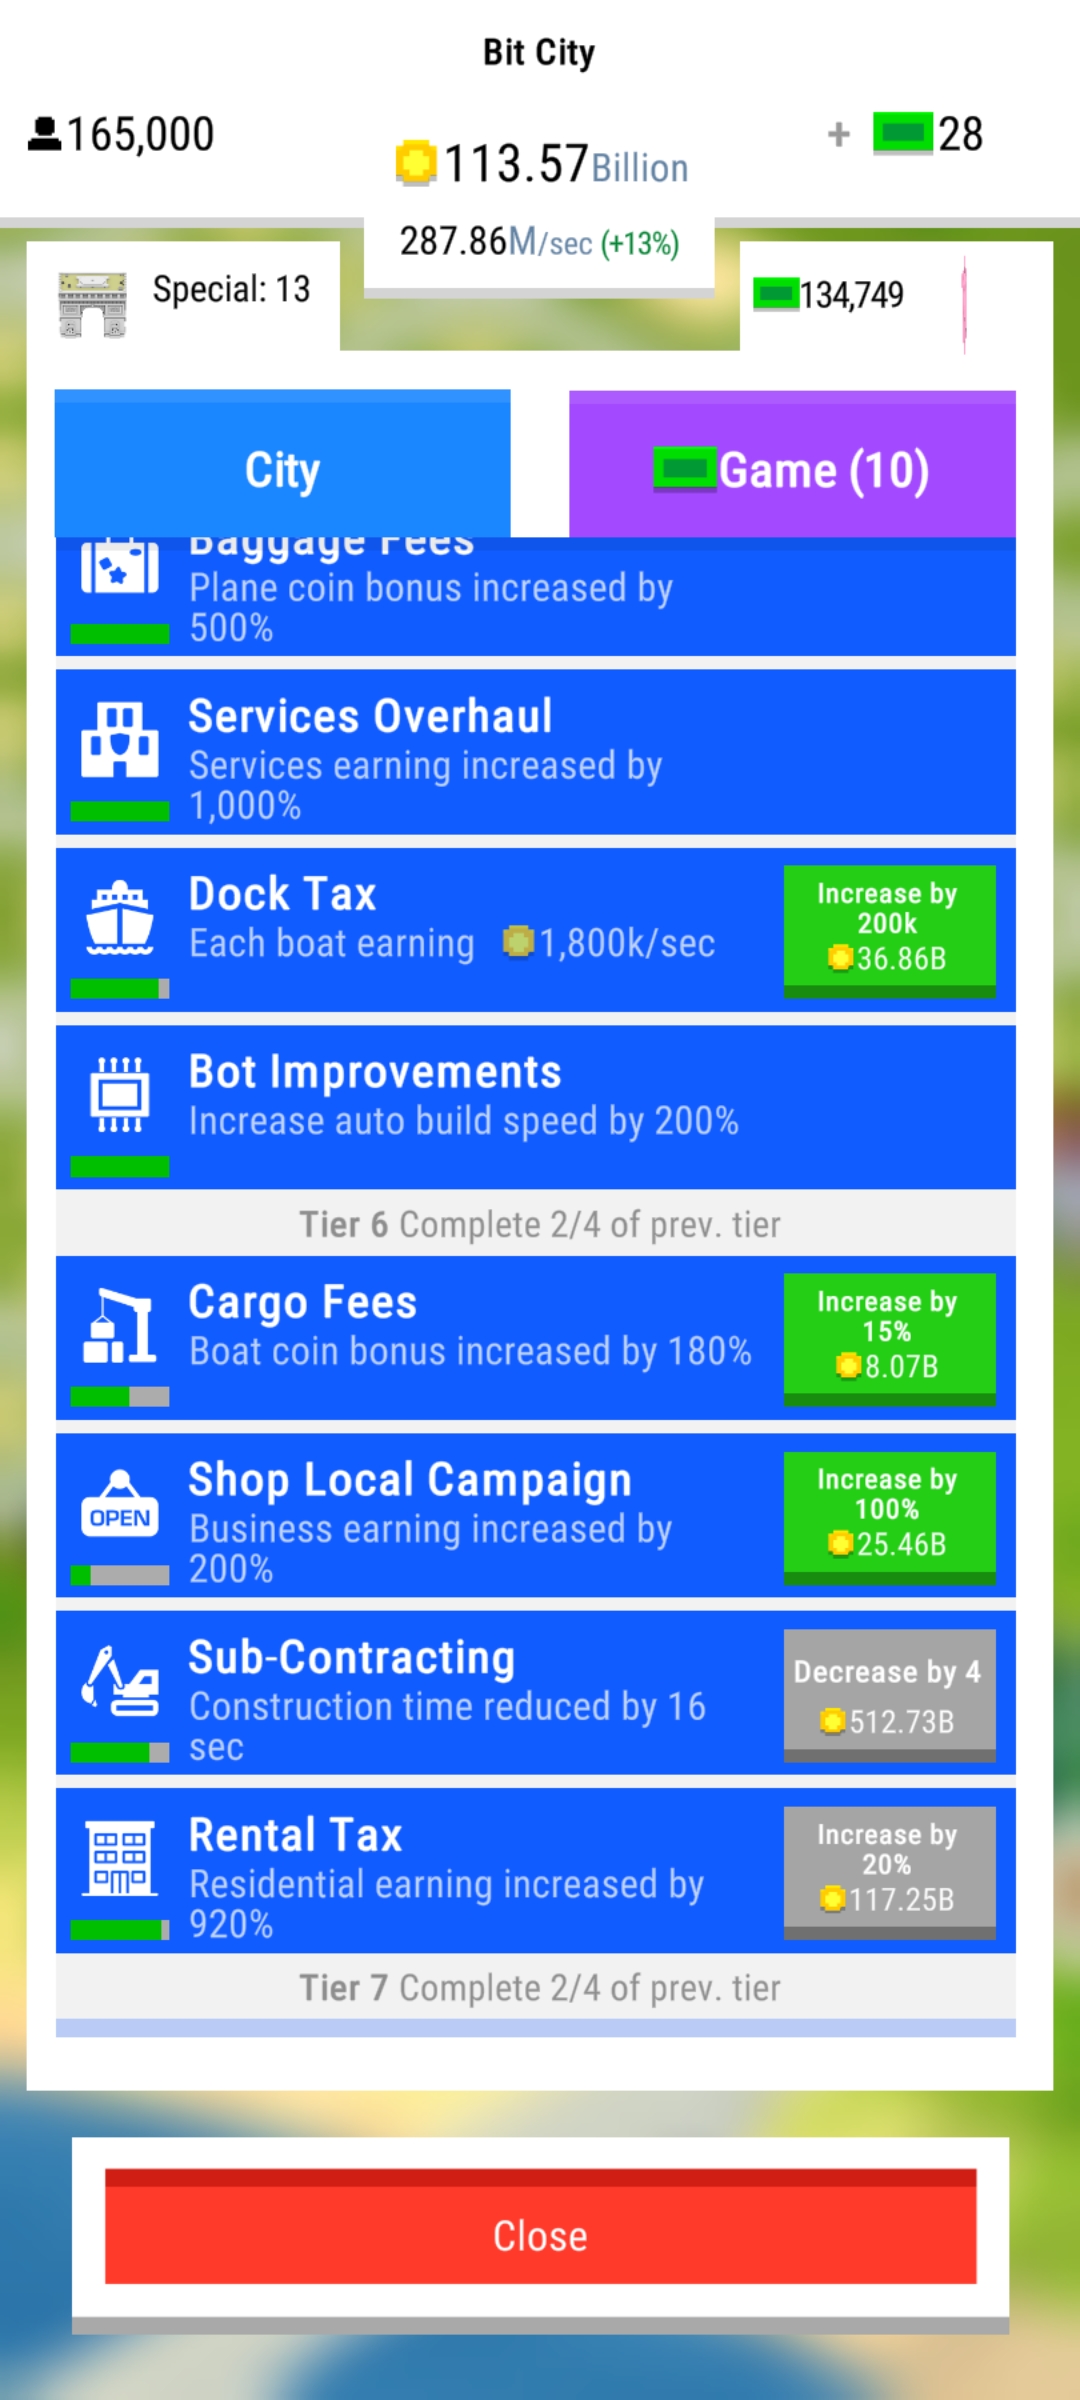 Bit City
165,000
113.57Billion
+ 28
287.86M/sec (+13%)
Special: 13
134,749
City
Game (10)
Baggage Fees
Plane coin bonus increased by
500%
Services Overhaul
Services earning increased by
1,000%
Dock Tax
Each boat earning 1,800k/sec
Increase by
200k
36.86B
Bot Improvements
Increase auto build speed by 200%
Tier 6 Complete 2/4 of prev. tier
Cargo Fees
Boat coin bonus increased by 180%
Increase by
15%
8.07B
Shop Local Campaign
Business earning increased by
200%
OPEN
Increase by
100%
25.46B
Sub-Contracting
Construction time reduced by 16
sec
Decrease by 4
512.73B
Rental Tax
Residential earning increased by
920%
Increase by
20%
117.25B
Tier 7 Complete 2/4 of prev. tier
Close